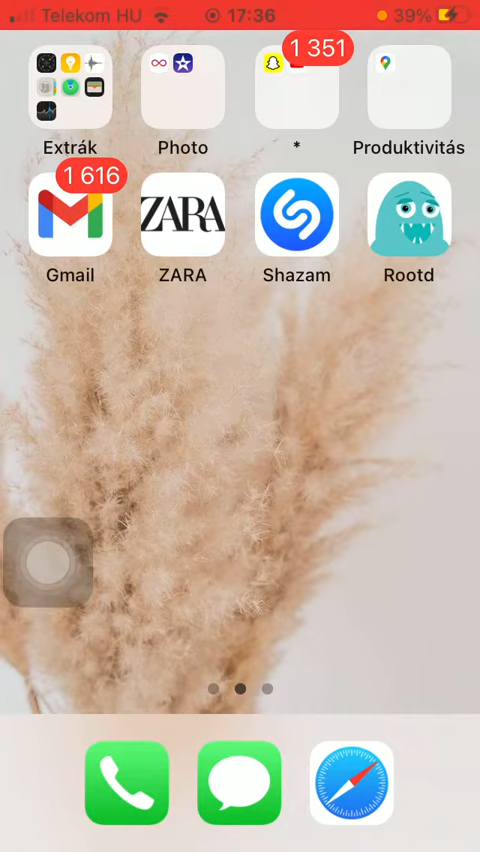 Telekom HU 17:36 39%
1 351
Extrák Photo * Produktivitás
1 616
ZARA
Gmail ZARA Shazam Rootd